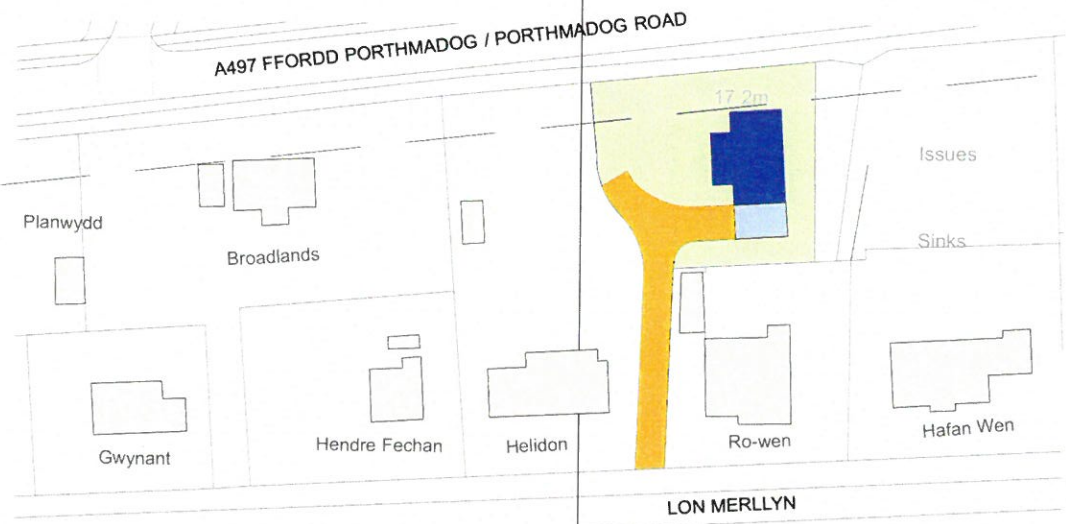 A497 FFORDD PORTHMADOG / PORTHMADOG ROAD
17.2m
Issues
Planwydd
Broadlands
Sinks
Gwynant
Hendre Fechan
Helidon
Ro-wen
Hafan Wen
LON MERLLYN